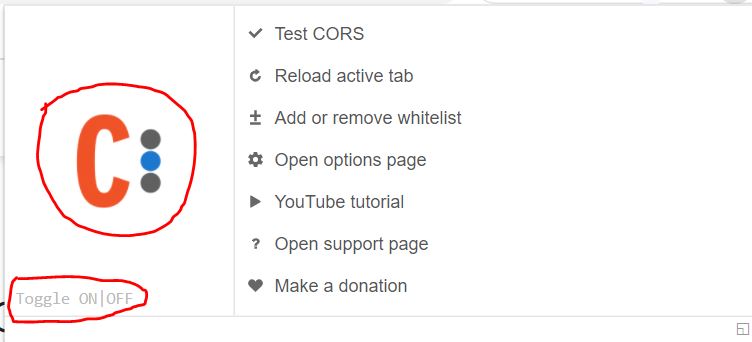 C
Toggle ON|OFF
Test CORS
Reload active tab
Add or remove whitelist
Open options page
YouTube tutorial
? Open support page
Make a donation